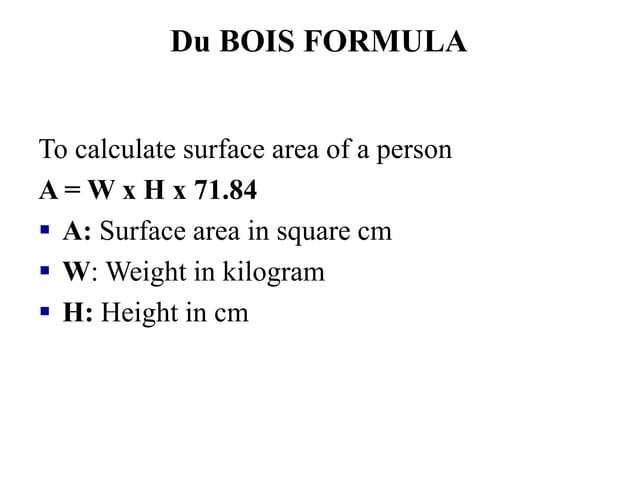 Du BOIS FORMULA
To calculate surface area of a person
A = W x H x 71.84
▪ A: Surface area in square cm
▪ W: Weight in kilogram
▪ H: Height in cm